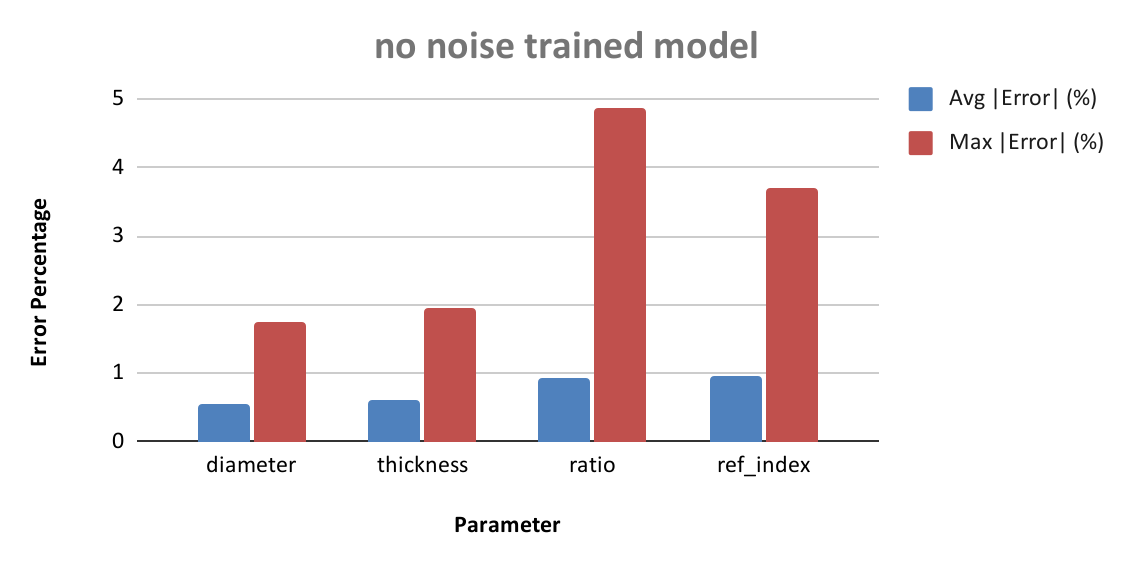 no noise trained model
Avg |Error| (%)
Max |Error| (%)
Error Percentage
5
4
3
2
1
0
diameter
thickness
ratio
ref_index
Parameter